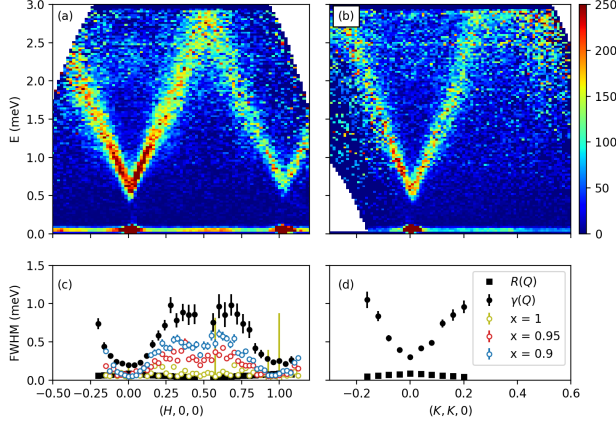 (a)
(b)
3.0
2.5
2.0
1.5
1.0
0.5
0.0
E (meV)
250
200
150
100
50
0
(c)
(d)
1.5
1.0
0.5
0.0
FWHM (meV)
R(Q)
γ(Q)
x = 1
x = 0.95
x = 0.9
−0.50 −0.25 0.00 0.25 0.50 0.75 1.00
−0.2 0.0 0.2 0.4 0.6
(H, 0, 0)
(K, K, 0)